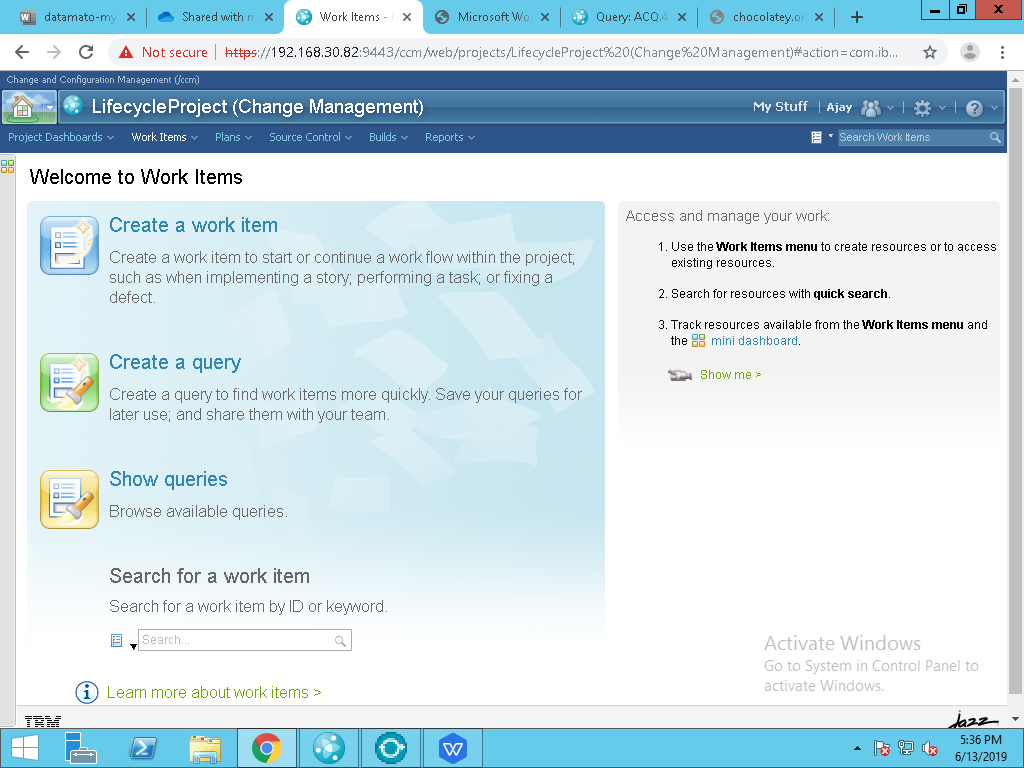 datamato-my
Shared with m
Work Items -
Microsoft Wo
Query: ACQ.4
chocolatey.or
Not secure | https://192.168.30.82:9443/ccm/web/projects/LifecycleProject%20(Change%20Management)#action=com.ib...
Change and Configuration Management (/ccm)
LifecycleProject (Change Management)
My Stuff | Ajay
Project Dashboards Work Items Plans Source Control Builds Reports
Search Work Items
Welcome to Work Items
Create a work item
Create a work item to start or continue a work flow within the project;
such as when implementing a story; performing a task; or fixing a
defect.
Create a query
Create a query to find work items more quickly. Save your queries for
later use; and share them with your team.
Show queries
Browse available queries.
Search for a work item
Search for a work item by ID or keyword.
Search...
Learn more about work items >
Access and manage your work:
1. Use the Work Items menu to create resources or to access
existing resources.
2. Search for resources with quick search.
3. Track resources available from the Work Items menu and
the mini dashboard.
Show me >
Activate Windows
Go to System in Control Panel to
activate Windows.
IBM
Jazz
5:36 PM
6/13/2019